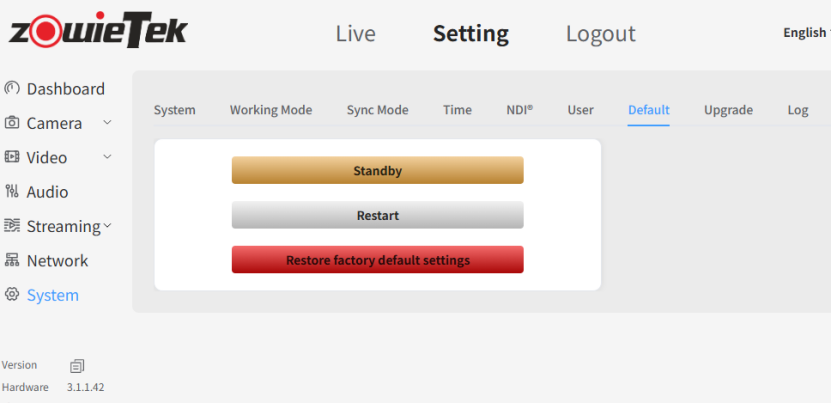 zowieTek
Live Setting Logout English
Dashboard
Camera
Video
Audio
Streaming
Network
System
System Working Mode Sync Mode Time NDI® User Default Upgrade Log
Standby
Restart
Restore factory default settings
Version
Hardware 3.1.1.42